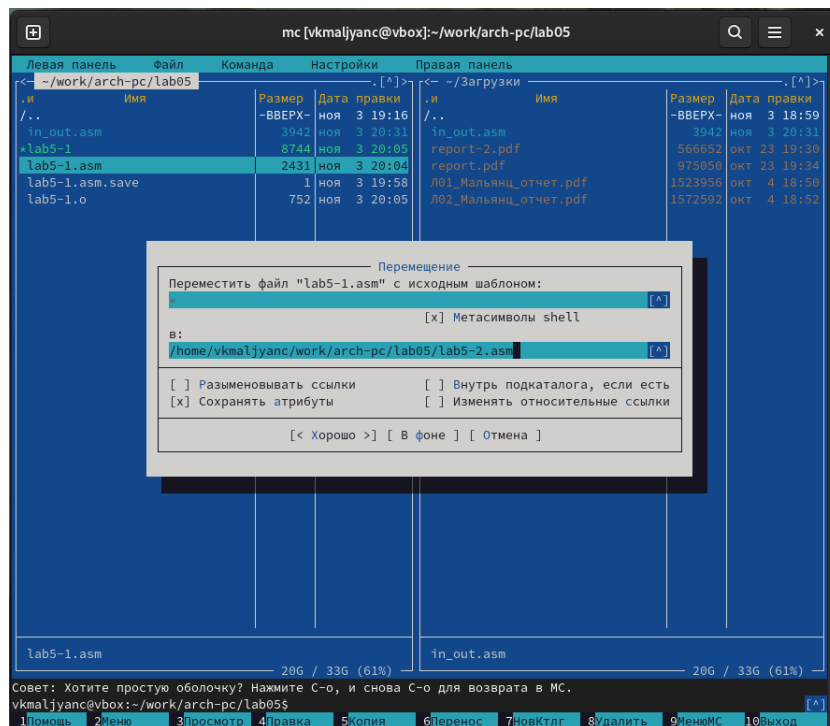 mc [vkmaljyanc@vbox]:~/work/arch-pc/lab05
Левая панель Файл Команда Настройки Правая панель
<— ~/work/arch-pc/lab05 .[^]> <— ~/Загрузки .[^]>
.и Имя Размер Дата правки .и Имя Размер Дата правки
/.. -ВВЕРХ- ноя 3 19:16 /.. -ВВЕРХ- ноя 3 18:59
in_out.asm 3942 ноя 3 20:31 in_out.asm 3942 ноя 3 20:31
*lab5-1 8744 ноя 3 20:05 report-2.pdf 566652 окт 23 19:30
lab5-1.asm 2431 ноя 3 20:04 report.pdf 975050 окт 23 19:34
lab5-1.asm.save 1 ноя 3 19:58 Л01_Мальянц_отчет.pdf 1523956 окт 4 18:50
lab5-1.o 752 ноя 3 20:05 Л02_Мальянц_отчет.pdf 1572592 окт 4 18:52
Перемещение
Переместить файл "lab5-1.asm" с исходным шаблоном:
* [^]
[x] Метасимволы shell
в:
/home/vkmaljyanc/work/arch-pc/lab05/lab5-2.asm [^]
[ ] Разыменовывать ссылки [ ] Внутрь подкаталога, если есть
[x] Сохранять атрибуты [ ] Изменять относительные ссылки
[< Хорошо >] [ В фоне ] [ Отмена ]
lab5-1.asm in_out.asm
20G / 33G (61%) 20G / 33G (61%)
Совет: Хотите простую оболочку? Нажмите C-o, и снова C-o для возврата в MC.
vkmaljyanc@vbox:~/work/arch-pc/lab05$ [^]
1Помощь 2Меню 3Просмотр 4Правка 5Копия 6Перенос 7НовКтлг 8Удалить 9МенюMC 10Выход